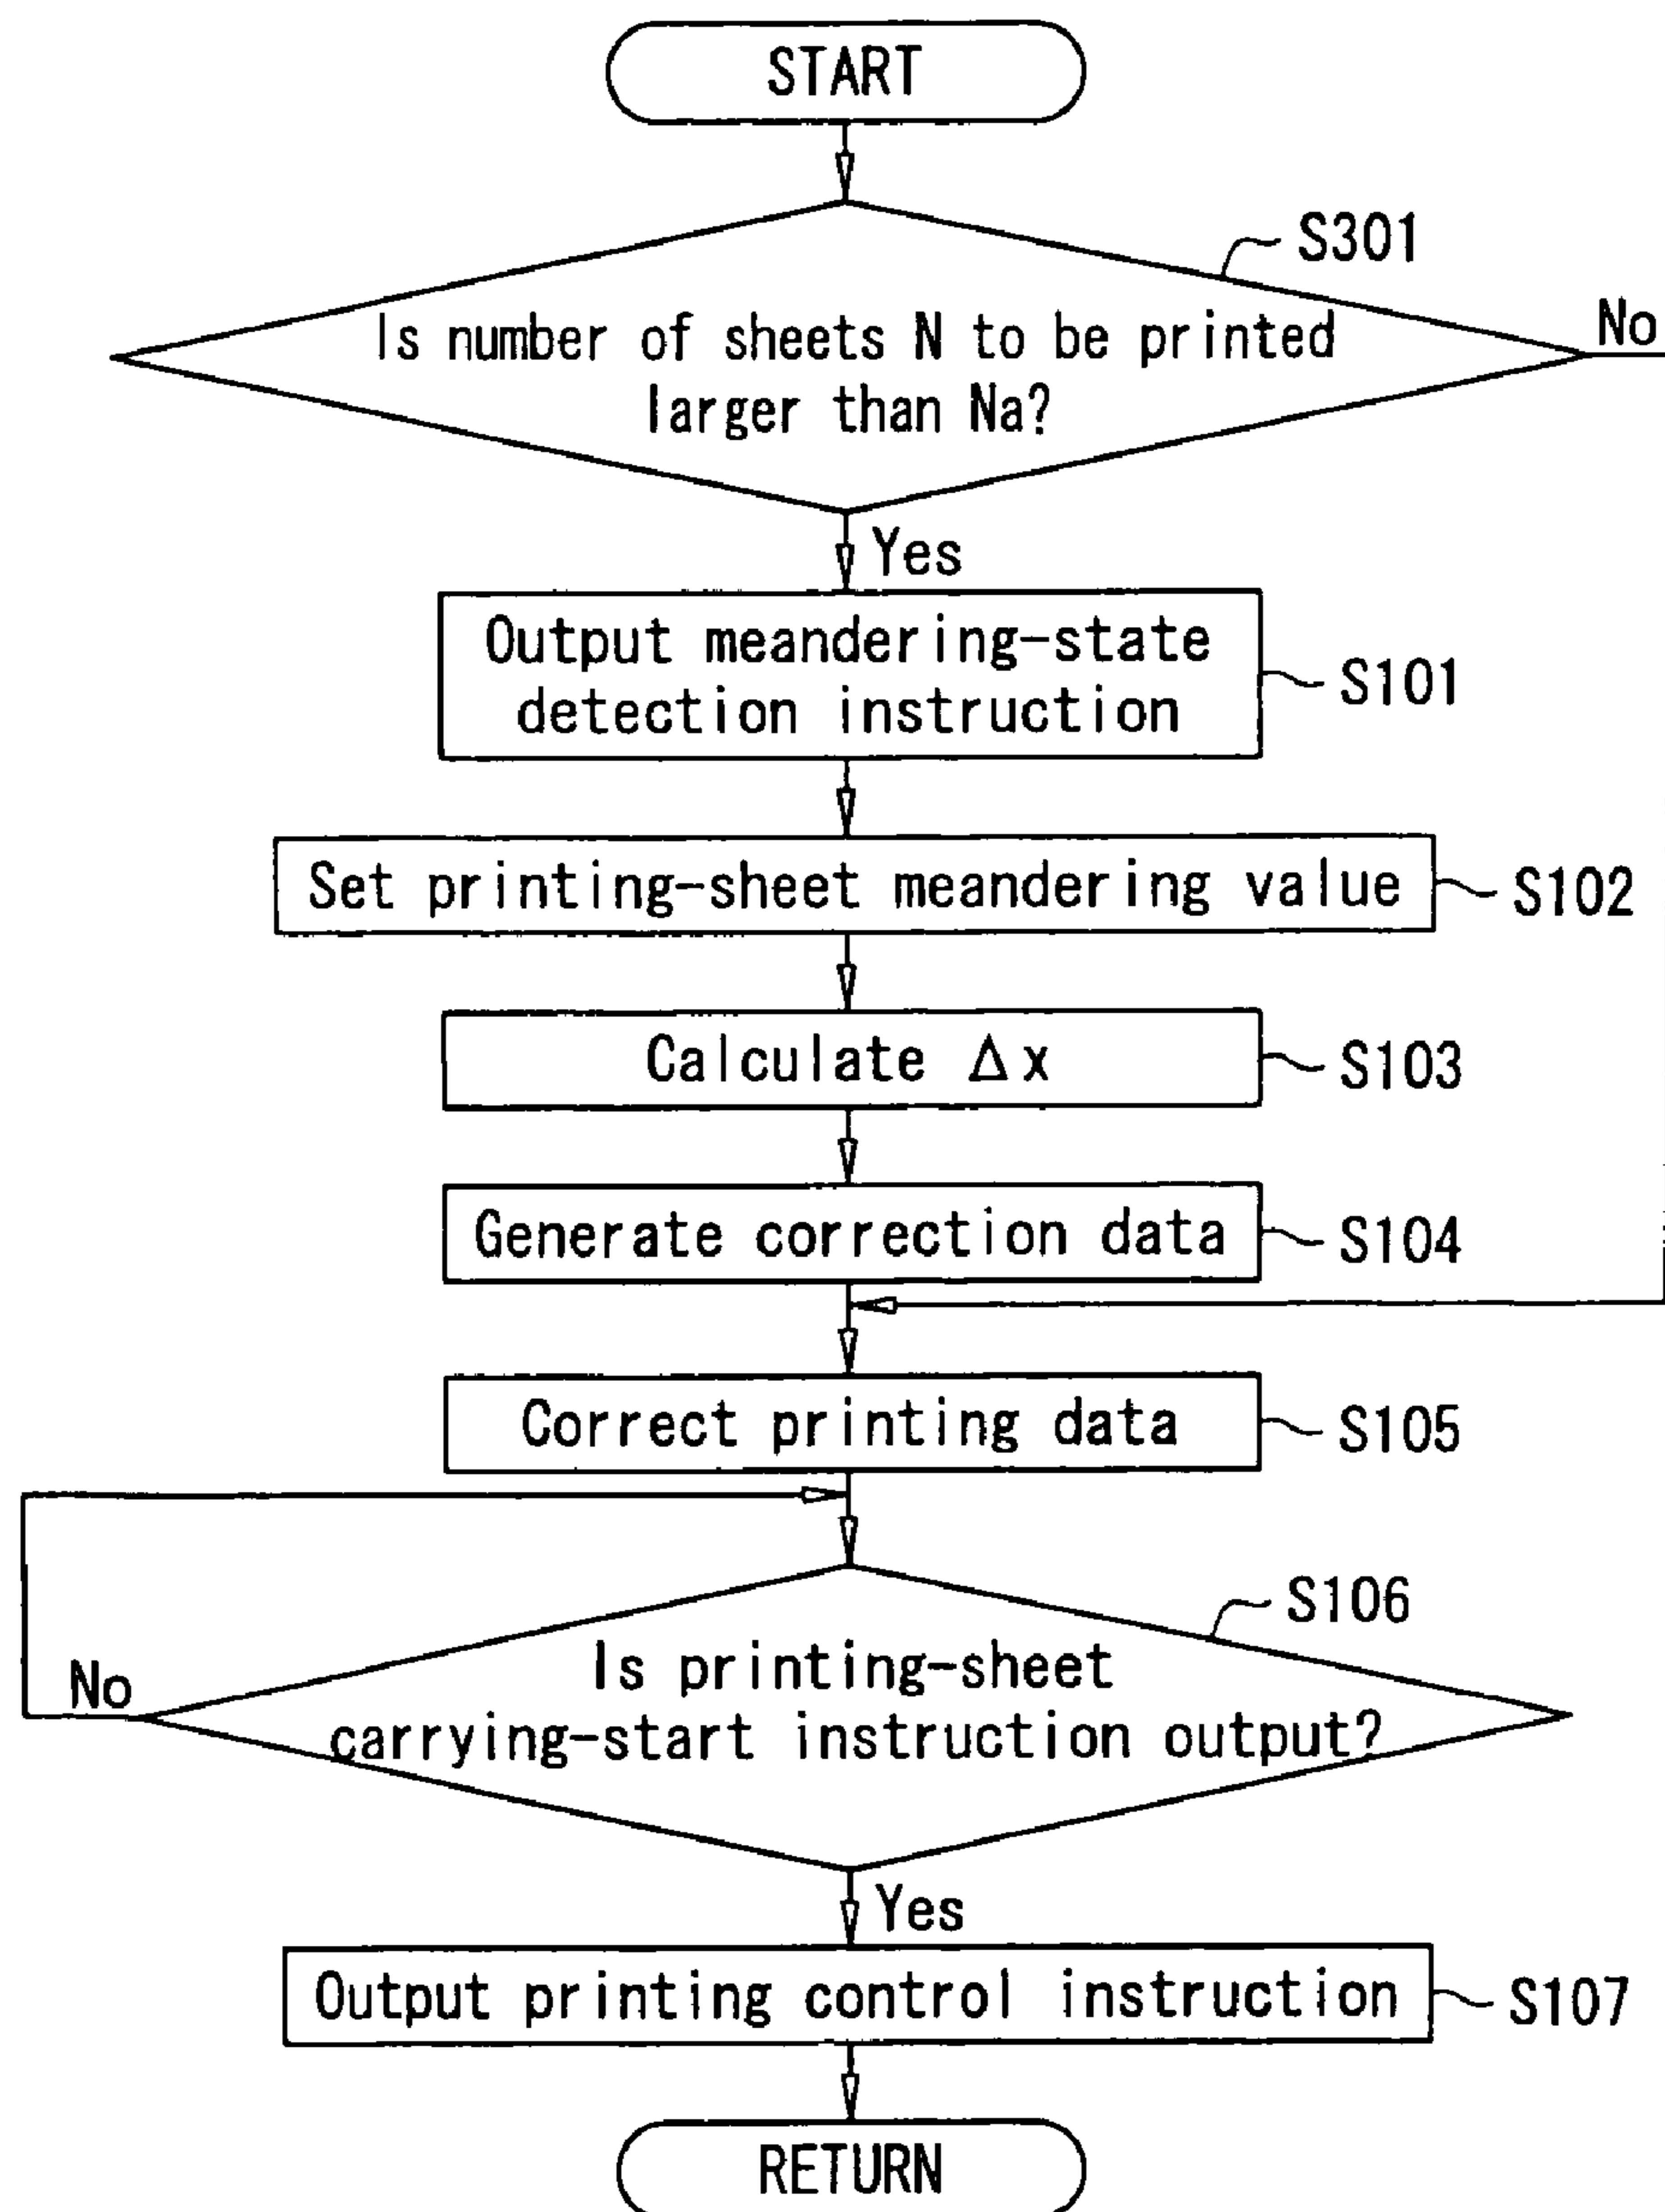 START
S301
Is number of sheets N to be printed
larger than Na?
No
Yes
Output meandering-state
detection instruction
S101
Set printing-sheet meandering value
S102
Calculate Δx
S103
Generate correction data
S104
Correct printing data
S105
S106
Is printing-sheet
carrying-start instruction output?
No
Yes
Output printing control instruction
S107
RETURN